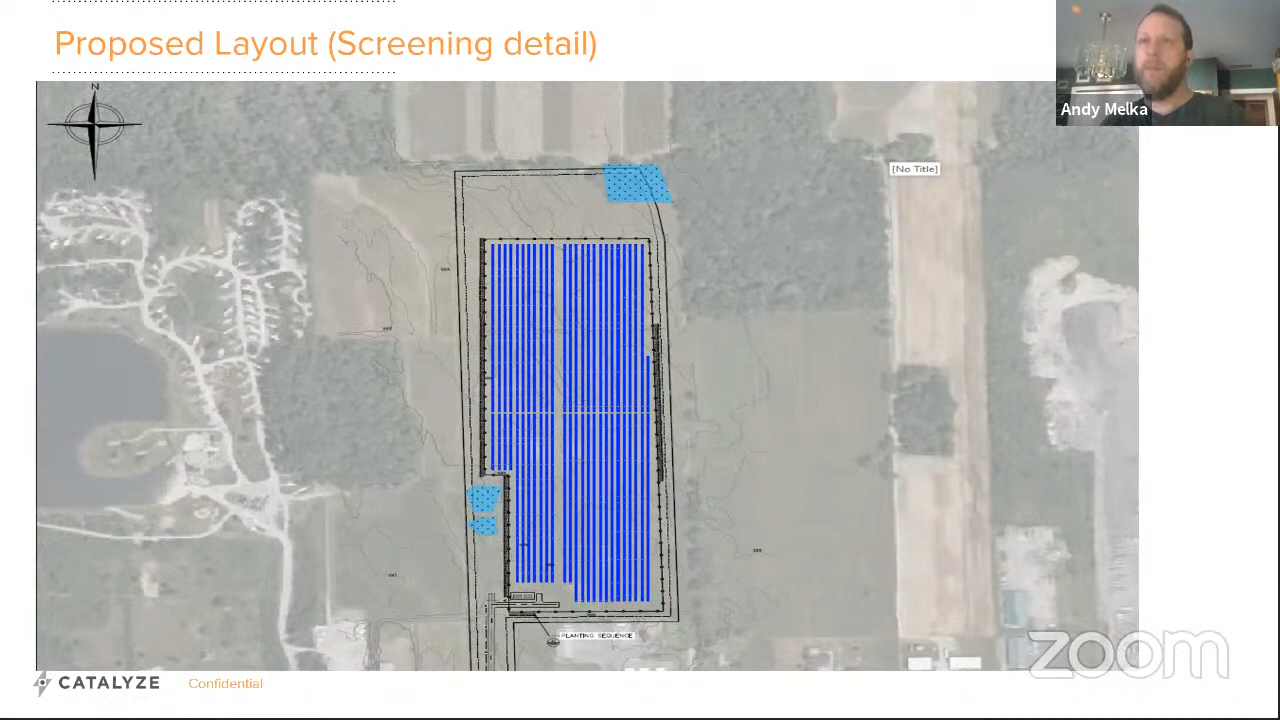 Proposed Layout (Screening detail)
N
Andy Melka
[No Title]
PLANTING SEQUENCE
CATALYZE
Confidential
zoom